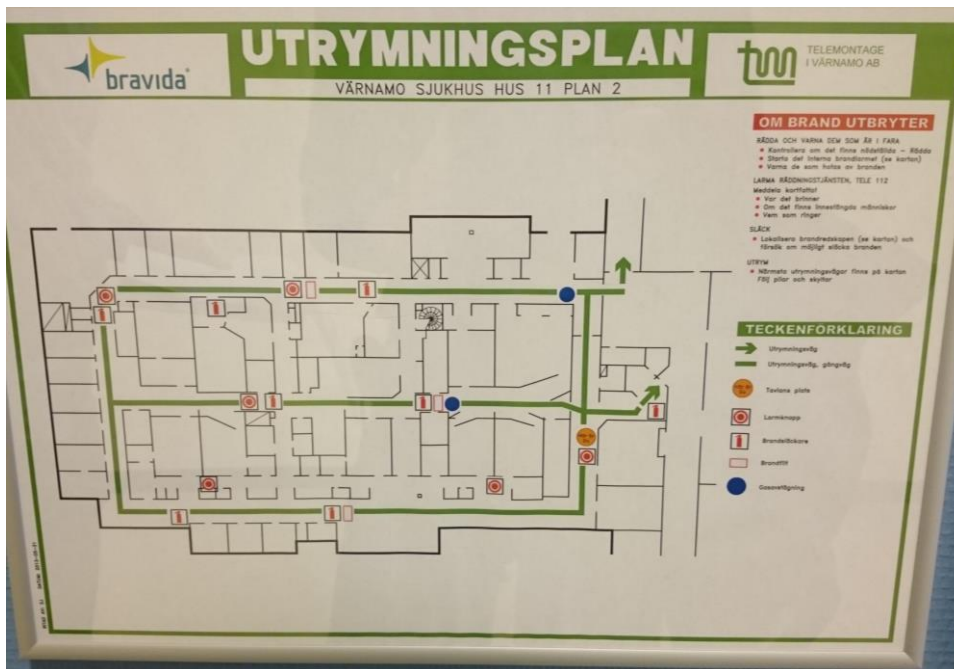 bravida
UTRYMNINGSPLAN
VÄRNAMO SJUKHUS HUS 11 PLAN 2
tm
TELEMONTAGE
I VÄRNAMO AB
OM BRAND UTBRYTER
RÄDDA OCH VARNA DEM SOM ÄR I FARA
Kontrollera om det finns nödställda – Rädda
Starta det interna brandlarmet (se kartan)
Varna de som hotas av branden
LARMA RÄDDNINGSTJÄNSTEN, TELE 112
Meddela kortfattat
Var det brinner
Om det finns innestängda människor
Vem som ringer
SLÄCK
Lokalisera brandredskapen (se kartan) och
försök om möjligt släcka branden
UTRYM
Närmsta utrymningsvägar finns på kartan
Följ pilar och skyltar
TECKENFÖRKLARING
Utrymningsväg
Utrymningsväg, gångväg
Tavlans plats
Larmknapp
Brandsläckare
Brandfilt
Gasavstägning